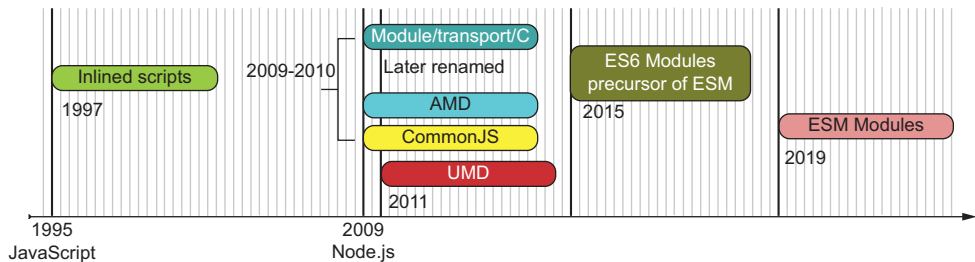 Module/transport/C
Later renamed
2009-2010
AMD
CommonJS
UMD
2011
Inlined scripts
1997
ES6 Modules
precursor of ESM
2015
ESM Modules
2019
1995
JavaScript
2009
Node.js